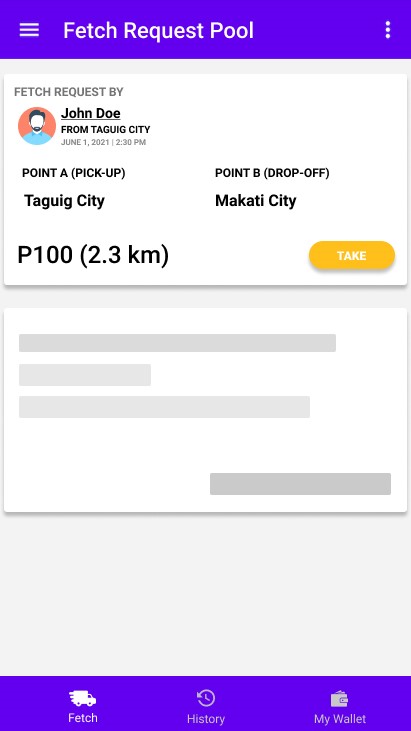 Fetch Request Pool
FETCH REQUEST BY
John Doe
FROM TAGUIG CITY
JUNE 1, 2021 | 2:30 PM
POINT A (PICK-UP) POINT B (DROP-OFF)
Taguig City Makati City
P100 (2.3 km) TAKE
Fetch History My Wallet